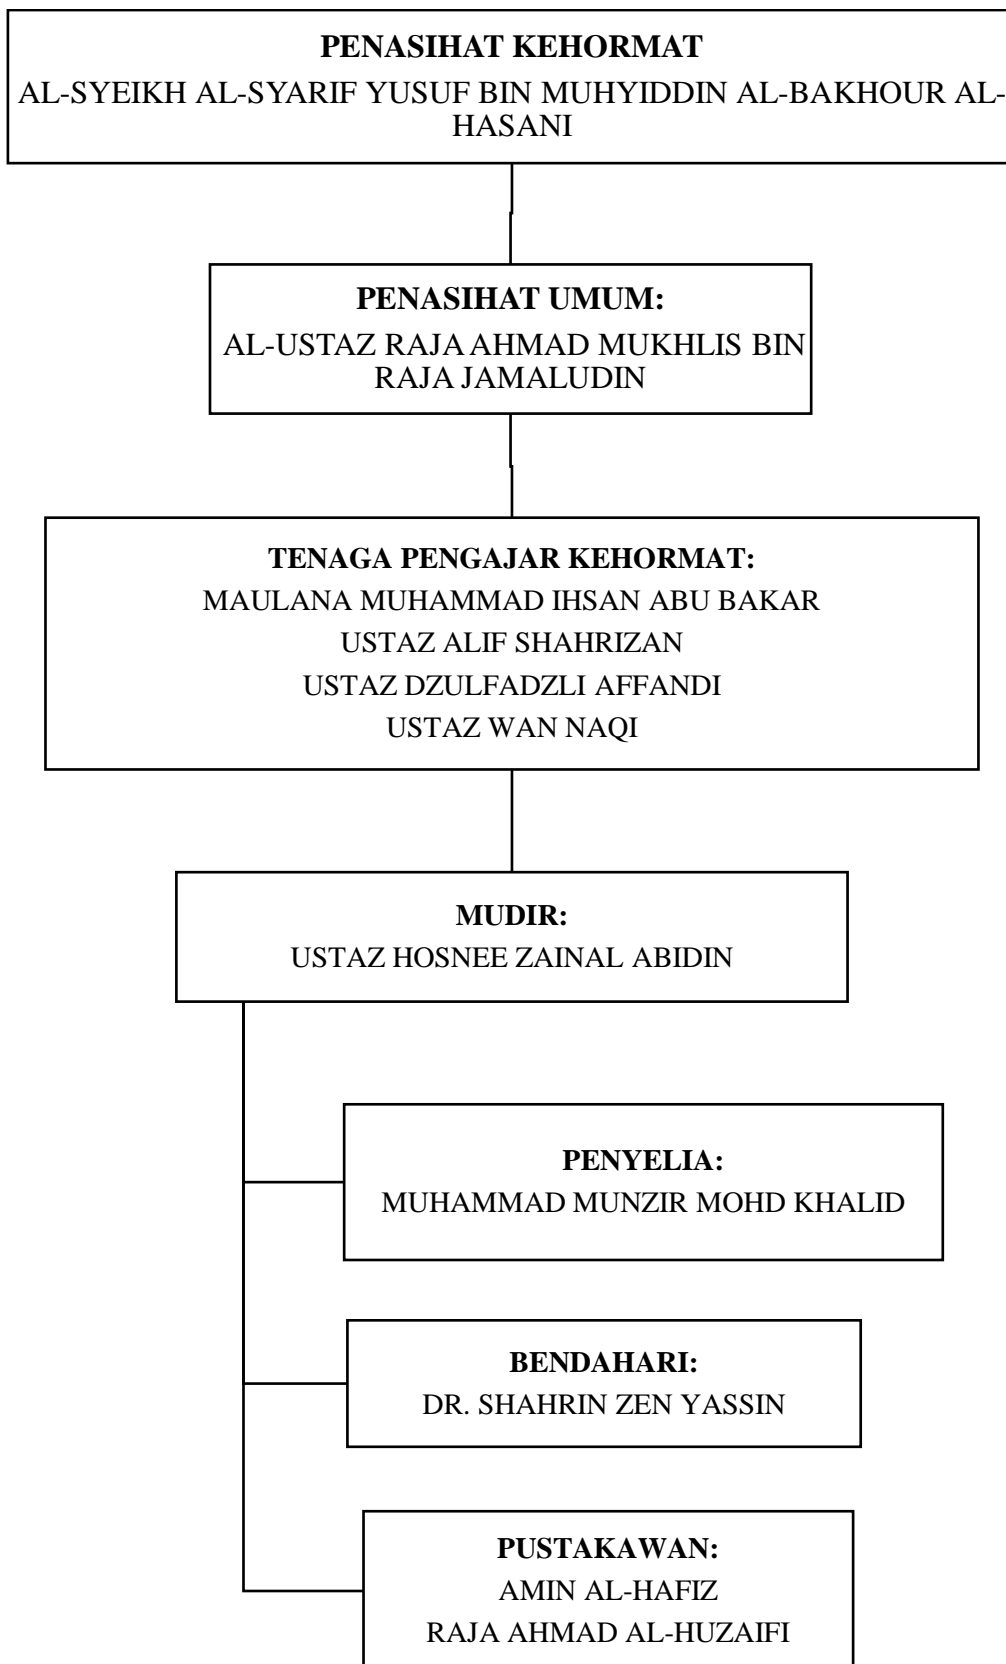 PENASIHAT KEHORMAT
AL-SYEIKH AL-SYARIF YUSUF BIN MUHYIDDIN AL-BAKHOUR AL-
HASANI
PENASIHAT UMUM:
AL-USTAZ RAJA AHMAD MUKHLIS BIN
RAJA JAMALUDIN
TENAGA PENGAJAR KEHORMAT:
MAULANA MUHAMMAD IHSAN ABU BAKAR
USTAZ ALIF SHAHRIZAN
USTAZ DZULFADZLI AFFANDI
USTAZ WAN NAQI
MUDIR:
USTAZ HOSNEE ZAINAL ABIDIN
PENYELIA:
MUHAMMAD MUNZIR MOHD KHALID
BENDAHARI:
DR. SHAHRIN ZEN YASSIN
PUSTAKAWAN:
AMIN AL-HAFIZ
RAJA AHMAD AL-HUZAIFI